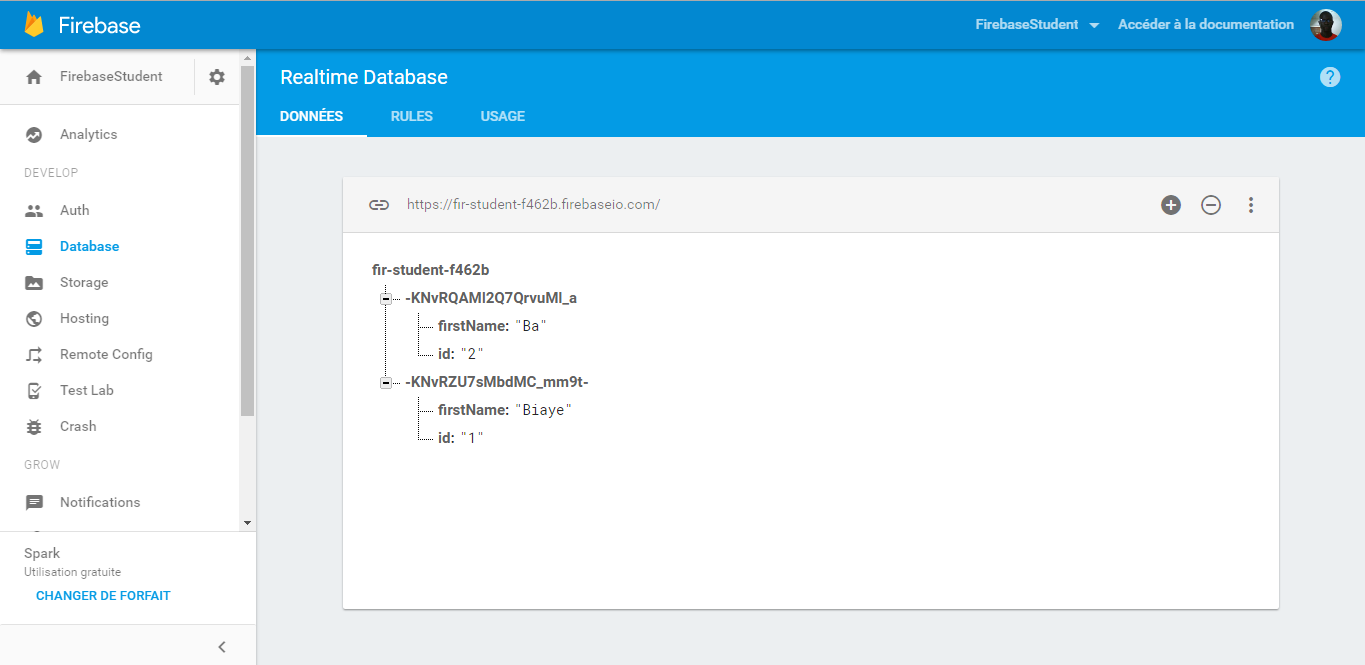 Firebase
FirebaseStudent
Accéder à la documentation
FirebaseStudent
Analytics
DEVELOP
Auth
Database
Storage
Hosting
Remote Config
Test Lab
Crash
GROW
Notifications
Spark
Utilisation gratuite
CHANGER DE FORFAIT
Realtime Database
?
DONNÉES RULES USAGE
https://fir-student-f462b.firebaseio.com/
fir-student-f462b
-KNvRQAMl2Q7QrvuMl_a
firstName: "Ba"
id: "2"
-KNvRZU7sMbdMC_mm9t-
firstName: "Biaye"
id: "1"